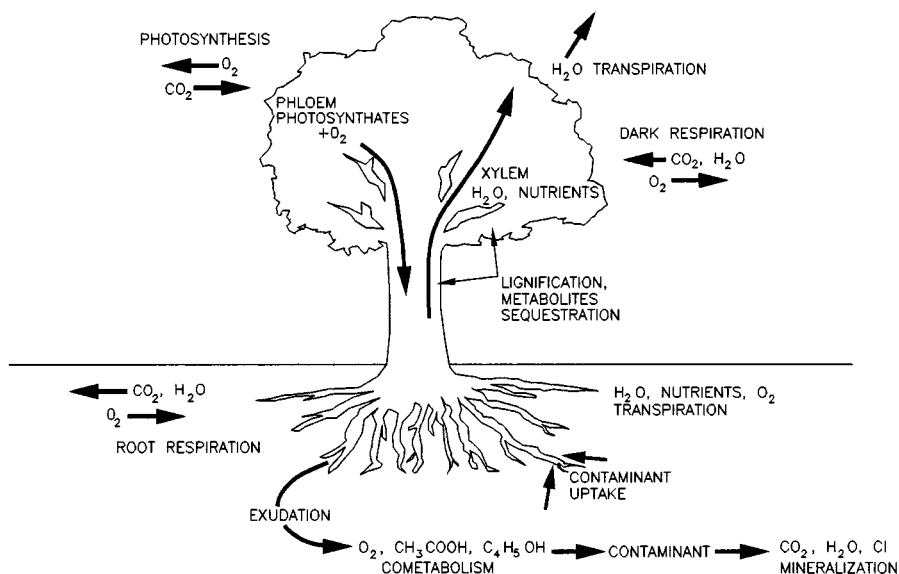 PHOTOSYNTHESIS
O₂
CO₂
H₂O TRANSPIRATION
PHLOEM
PHOTOSYNTHATES
+O₂
DARK RESPIRATION
CO₂, H₂O
O₂
XYLEM
H₂O, NUTRIENTS
LIGNIFICATION,
METABOLITES
SEQUESTRATION
CO₂, H₂O
O₂
ROOT RESPIRATION
H₂O, NUTRIENTS, O₂
TRANSPIRATION
CONTAMINANT
UPTAKE
EXUDATION
O₂, CH₃COOH, C₄H₅OH
COMETABOLISM
CONTAMINANT
CO₂, H₂O, Cl
MINERALIZATION